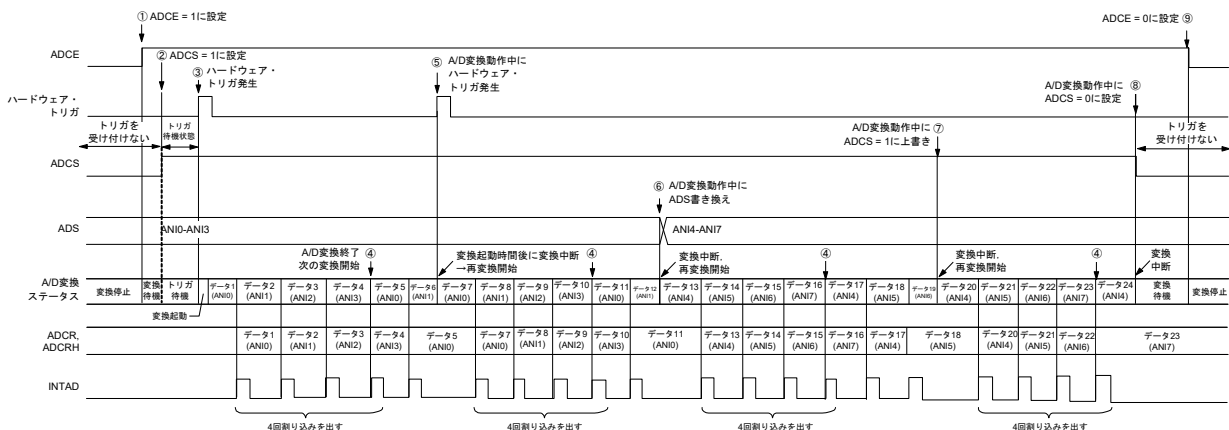 ① ADCE = 1に設定
ADCE = 0に設定 ⑨
ADCE
② ADCS = 1に設定
③ ハードウェア・
トリガ発生
⑤ A/D変換動作中に
ハードウェア・
トリガ発生
A/D変換動作中に ⑧
ADCS = 0に設定
ハードウェア・
トリガ
トリガを
受け付けない
トリガ
待機状態
A/D変換動作中に ⑦
ADCS = 1に上書き
トリガを
受け付けない
ADCS
⑥ A/D変換動作中に
ADS書き換え
ADS
ANI0-ANI3
ANI4-ANI7
A/D変換終了 ④
次の変換開始
変換起動時間後に変換中断
→再変換開始
④
変換中断,
再変換開始
④
変換中断,
再変換開始
④
変換
中断
A/D変換
ステータス
変換停止
変換
待機
トリガ
待機
変換起動
データ1
(ANI0)
データ2
(ANI1)
データ3
(ANI2)
データ4
(ANI3)
データ5
(ANI0)
データ6
(ANI1)
データ7
(ANI0)
データ8
(ANI1)
データ9
(ANI2)
データ10
(ANI3)
データ11
(ANI0)
データ12
(ANI1)
データ13
(ANI4)
データ14
(ANI5)
データ15
(ANI6)
データ16
(ANI7)
データ17
(ANI4)
データ18
(ANI5)
データ19
(ANI6)
データ20
(ANI4)
データ21
(ANI5)
データ22
(ANI6)
データ23
(ANI7)
データ24
(ANI4)
変換
待機
変換停止
ADCR,
ADCRH
データ1
(ANI0)
データ2
(ANI1)
データ3
(ANI2)
データ4
(ANI3)
データ5
(ANI0)
データ7
(ANI0)
データ8
(ANI1)
データ9
(ANI2)
データ10
(ANI3)
データ11
(ANI0)
データ13
(ANI4)
データ14
(ANI5)
データ15
(ANI6)
データ16
(ANI7)
データ17
(ANI4)
データ18
(ANI5)
データ20
(ANI4)
データ21
(ANI5)
データ22
(ANI6)
データ23
(ANI7)
INTAD
4回割り込みを出す
4回割り込みを出す
4回割り込みを出す
4回割り込みを出す